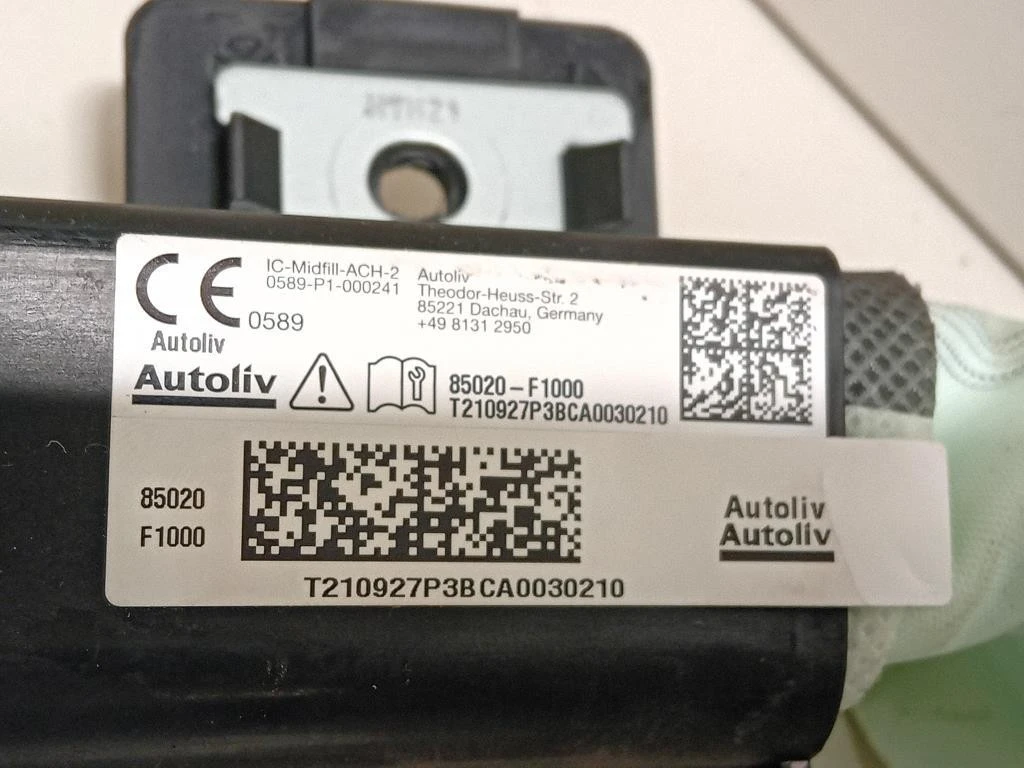 CE 0589
IC-Midfill-ACH-2
0589-P1-000241
Autoliv
Theodor-Heuss-Str. 2
85221 Dachau, Germany
+49 8131 2950
Autoliv
Autoliv
85020-F1000
T210927P3BCA0030210
85020
F1000
T210927P3BCA0030210
Autoliv
Autoliv